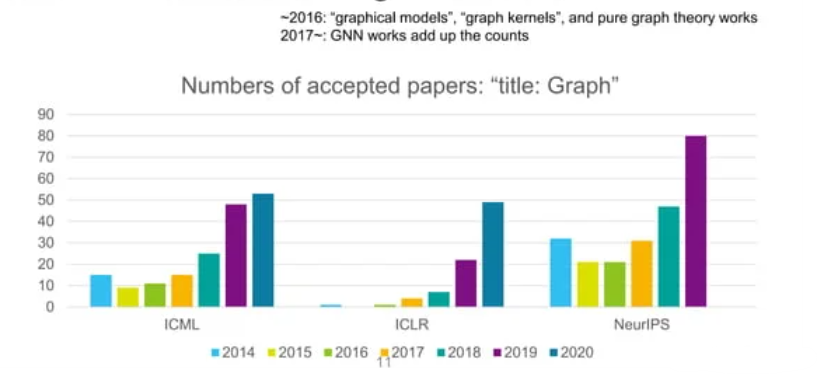 ~2016: “graphical models”, “graph kernels”, and pure graph theory works
2017~: GNN works add up the counts
Numbers of accepted papers: “title: Graph”
90
80
70
60
50
40
30
20
10
0
ICML ICLR NeurIPS
2014 2015 2016 2017 2018 2019 2020
11